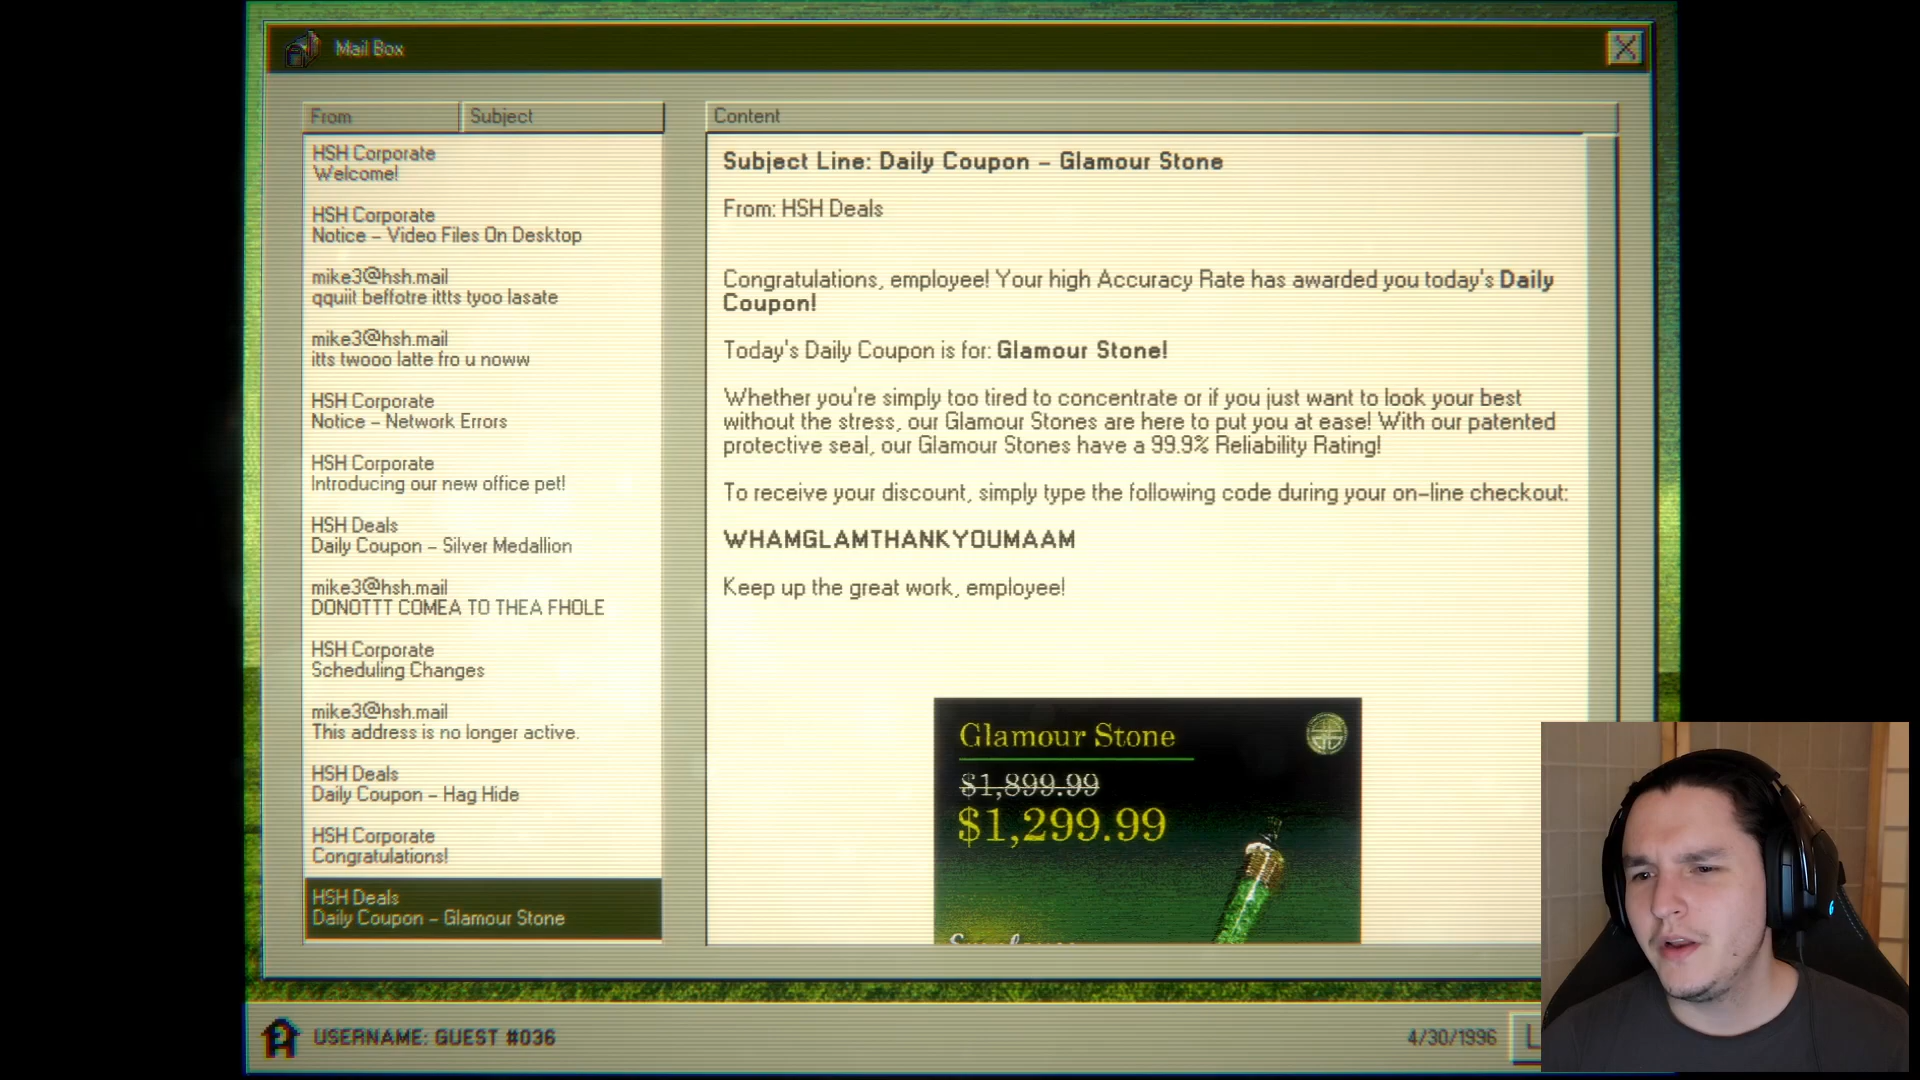 Mail Box
From
Subject
Content
HSH Corporate
Welcome!
HSH Corporate
Notice – Video Files On Desktop
mike3@hsh.mail
qquiit beffotre ittts tyoo lasate
mike3@hsh.mail
itts twooo latte fro u noww
HSH Corporate
Notice – Network Errors
HSH Corporate
Introducing our new office pet!
HSH Deals
Daily Coupon – Silver Medallion
mike3@hsh.mail
DONOTTT COMEA TO THEA FHOLE
HSH Corporate
Scheduling Changes
mike3@hsh.mail
This address is no longer active.
HSH Deals
Daily Coupon – Hag Hide
HSH Corporate
Congratulations!
HSH Deals
Daily Coupon – Glamour Stone
Subject Line: Daily Coupon – Glamour Stone
From: HSH Deals
Congratulations, employee! Your high Accuracy Rate has awarded you today's Daily
Coupon!
Today's Daily Coupon is for: Glamour Stone!
Whether you're simply too tired to concentrate or if you just want to look your best
without the stress, our Glamour Stones are here to put you at ease! With our patented
protective seal, our Glamour Stones have a 99.9% Reliability Rating!
To receive your discount, simply type the following code during your on-line checkout:
WHAMGLAMTHANKYOUMAAM
Keep up the great work, employee!
Glamour Stone
$1,899.99
$1,299.99
USERNAME: GUEST #036
4/30/1996